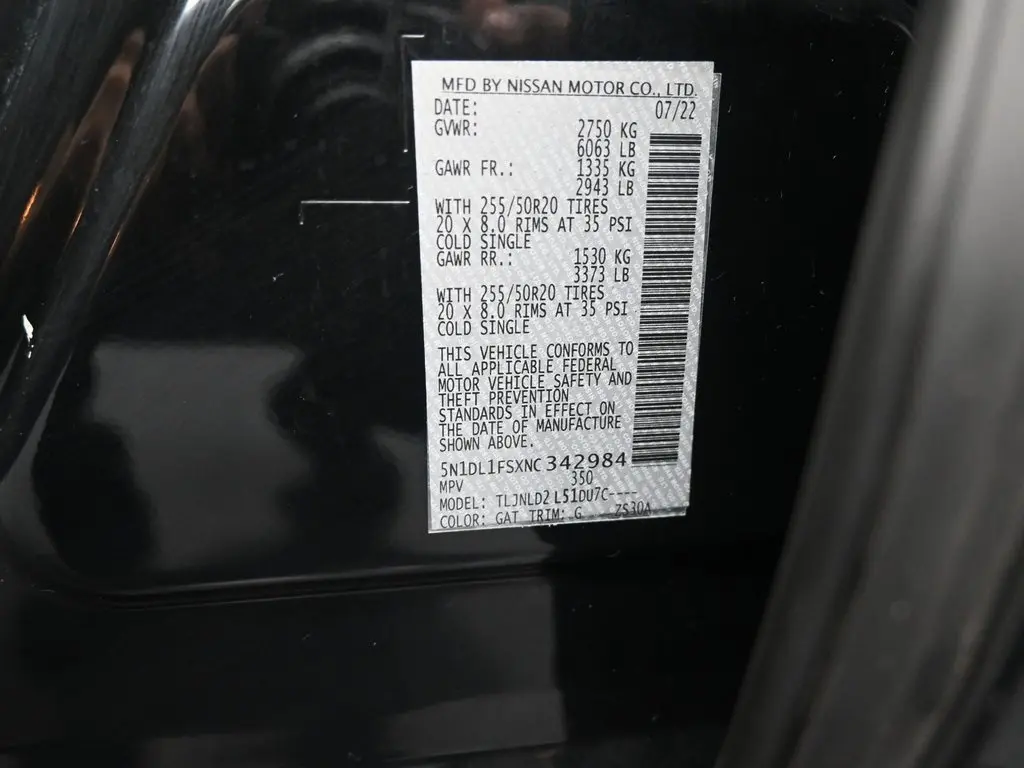 MFD BY NISSAN MOTOR CO., LTD.
DATE: 07/22
GVWR: 2750 KG
6063 LB
GAWR FR.: 1335 KG
2943 LB
WITH 255/50R20 TIRES
20 X 8.0 RIMS AT 35 PSI
COLD SINGLE
GAWR RR.: 1530 KG
3373 LB
WITH 255/50R20 TIRES
20 X 8.0 RIMS AT 35 PSI
COLD SINGLE
THIS VEHICLE CONFORMS TO
ALL APPLICABLE FEDERAL
MOTOR VEHICLE SAFETY AND
THEFT PREVENTION
STANDARDS IN EFFECT ON
THE DATE OF MANUFACTURE
SHOWN ABOVE.
5N1DL1FSXNC342984
MPV 350
MODEL: TLJNLD2 L51DU7C----
COLOR: GAT TRIM: G ZS30A